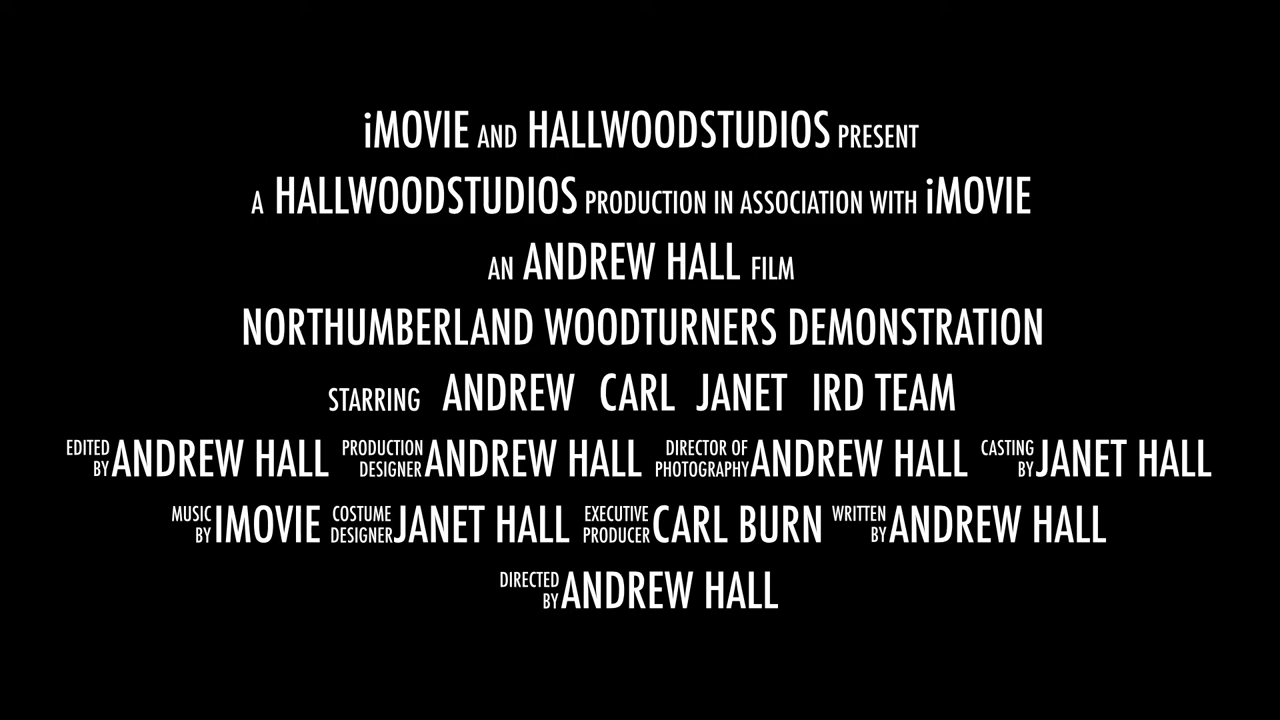 iMOVIE AND HALLWOODSTUDIOS PRESENT
A HALLWOODSTUDIOS PRODUCTION IN ASSOCIATION WITH iMOVIE
AN ANDREW HALL FILM
NORTHUMBERLAND WOODTURNERS DEMONSTRATION
STARRING ANDREW CARL JANET IRD TEAM
EDITED BY ANDREW HALL PRODUCTION DESIGNER ANDREW HALL DIRECTOR OF PHOTOGRAPHY ANDREW HALL CASTING BY JANET HALL
MUSIC BY IMOVIE COSTUME DESIGNER JANET HALL EXECUTIVE PRODUCER CARL BURN WRITTEN BY ANDREW HALL
DIRECTED BY ANDREW HALL